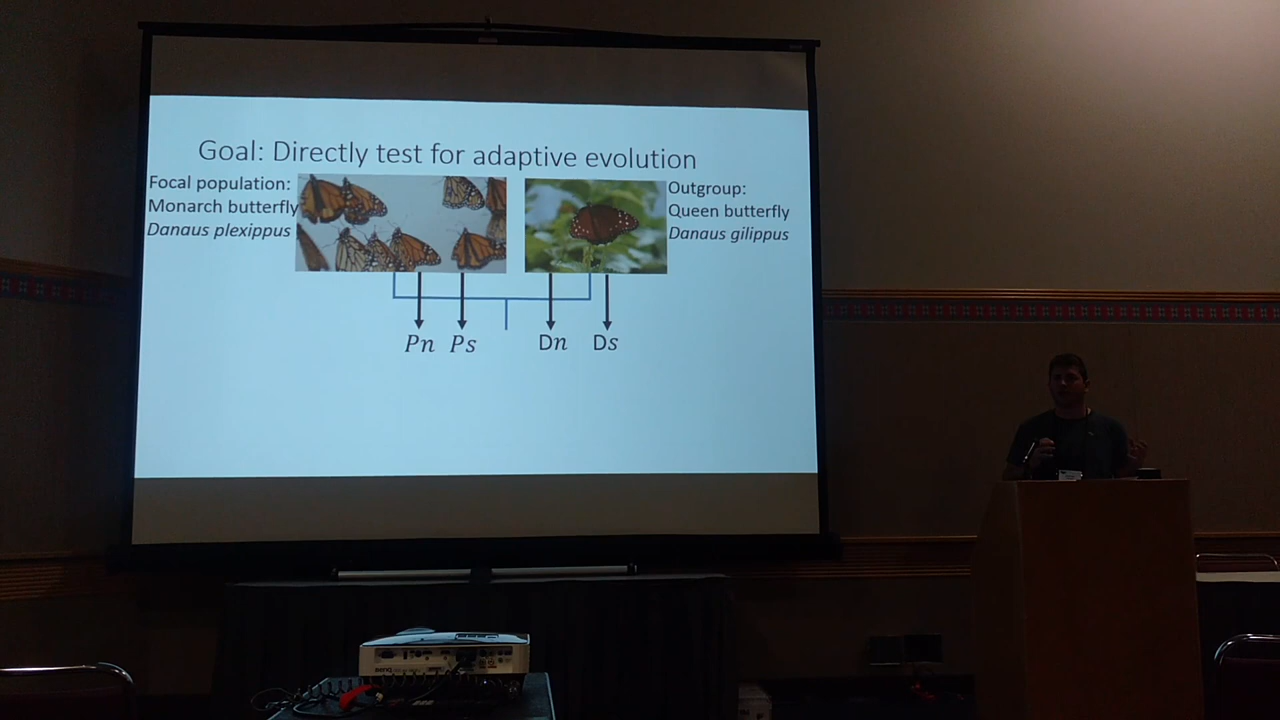 Goal: Directly test for adaptive evolution
Focal population:
Monarch butterfly
Danaus plexippus
Outgroup:
Queen butterfly
Danaus gilippus
Pn Ps Dn Ds
BenQ